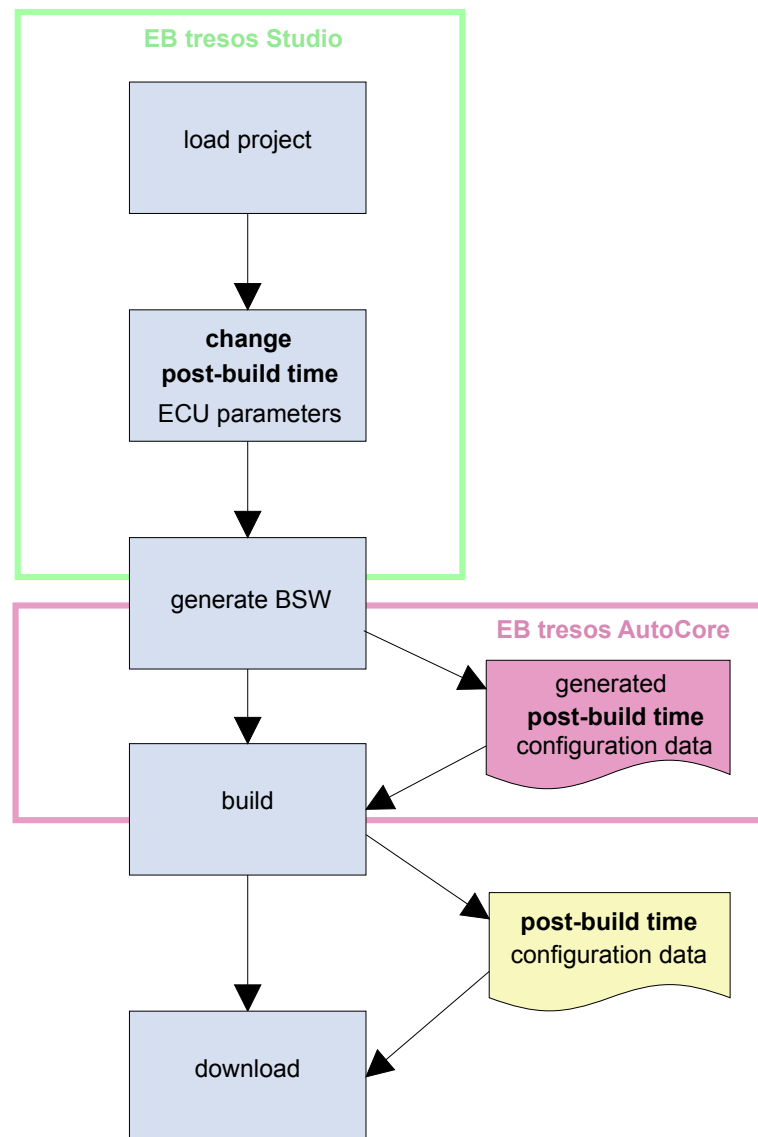 EB tresos Studio
load project
change
post-build time
ECU parameters
generate BSW
EB tresos AutoCore
generated
post-build time
configuration data
build
post-build time
configuration data
download